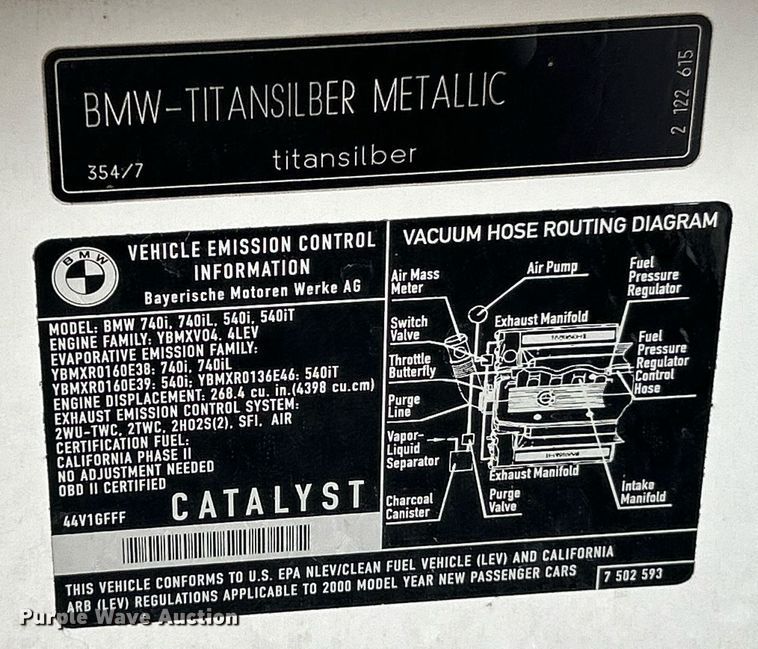 BMW-TITANSILBER METALLIC
354/7
titansilber
2 122 615
BMW
VEHICLE EMISSION CONTROL
INFORMATION
Bayerische Motoren Werke AG
MODEL: BMW 740i, 740iL, 540i, 540iT
ENGINE FAMILY: YBMXV04. 4LEV
EVAPORATIVE EMISSION FAMILY:
YBMXR0160E38: 740i, 740iL
YBMXR0160E39: 540i; YBMXR0136E46: 540iT
ENGINE DISPLACEMENT: 268.4 cu. in.(4398 cu.cm)
EXHAUST EMISSION CONTROL SYSTEM:
2WU-TWC, 2TWC, 2HO2S(2), SFI. AIR
CERTIFICATION FUEL:
CALIFORNIA PHASE II
NO ADJUSTMENT NEEDED
OBD II CERTIFIED
44V1GFFF
CATALYST
VACUUM HOSE ROUTING DIAGRAM
Air Mass
Meter
Air Pump
Fuel
Pressure
Regulator
Switch
Valve
Exhaust Manifold
Throttle
Butterfly
Fuel
Pressure
Regulator
Control
Hose
Purge
Line
Vapor-
Liquid
Separator
Exhaust Manifold
Charcoal
Canister
Purge
Valve
Intake
Manifold
THIS VEHICLE CONFORMS TO U.S. EPA NLEV/CLEAN FUEL VEHICLE (LEV) AND CALIFORNIA
ARB (LEV) REGULATIONS APPLICABLE TO 2000 MODEL YEAR NEW PASSENGER CARS
7 502 593
Purple Wave Auction